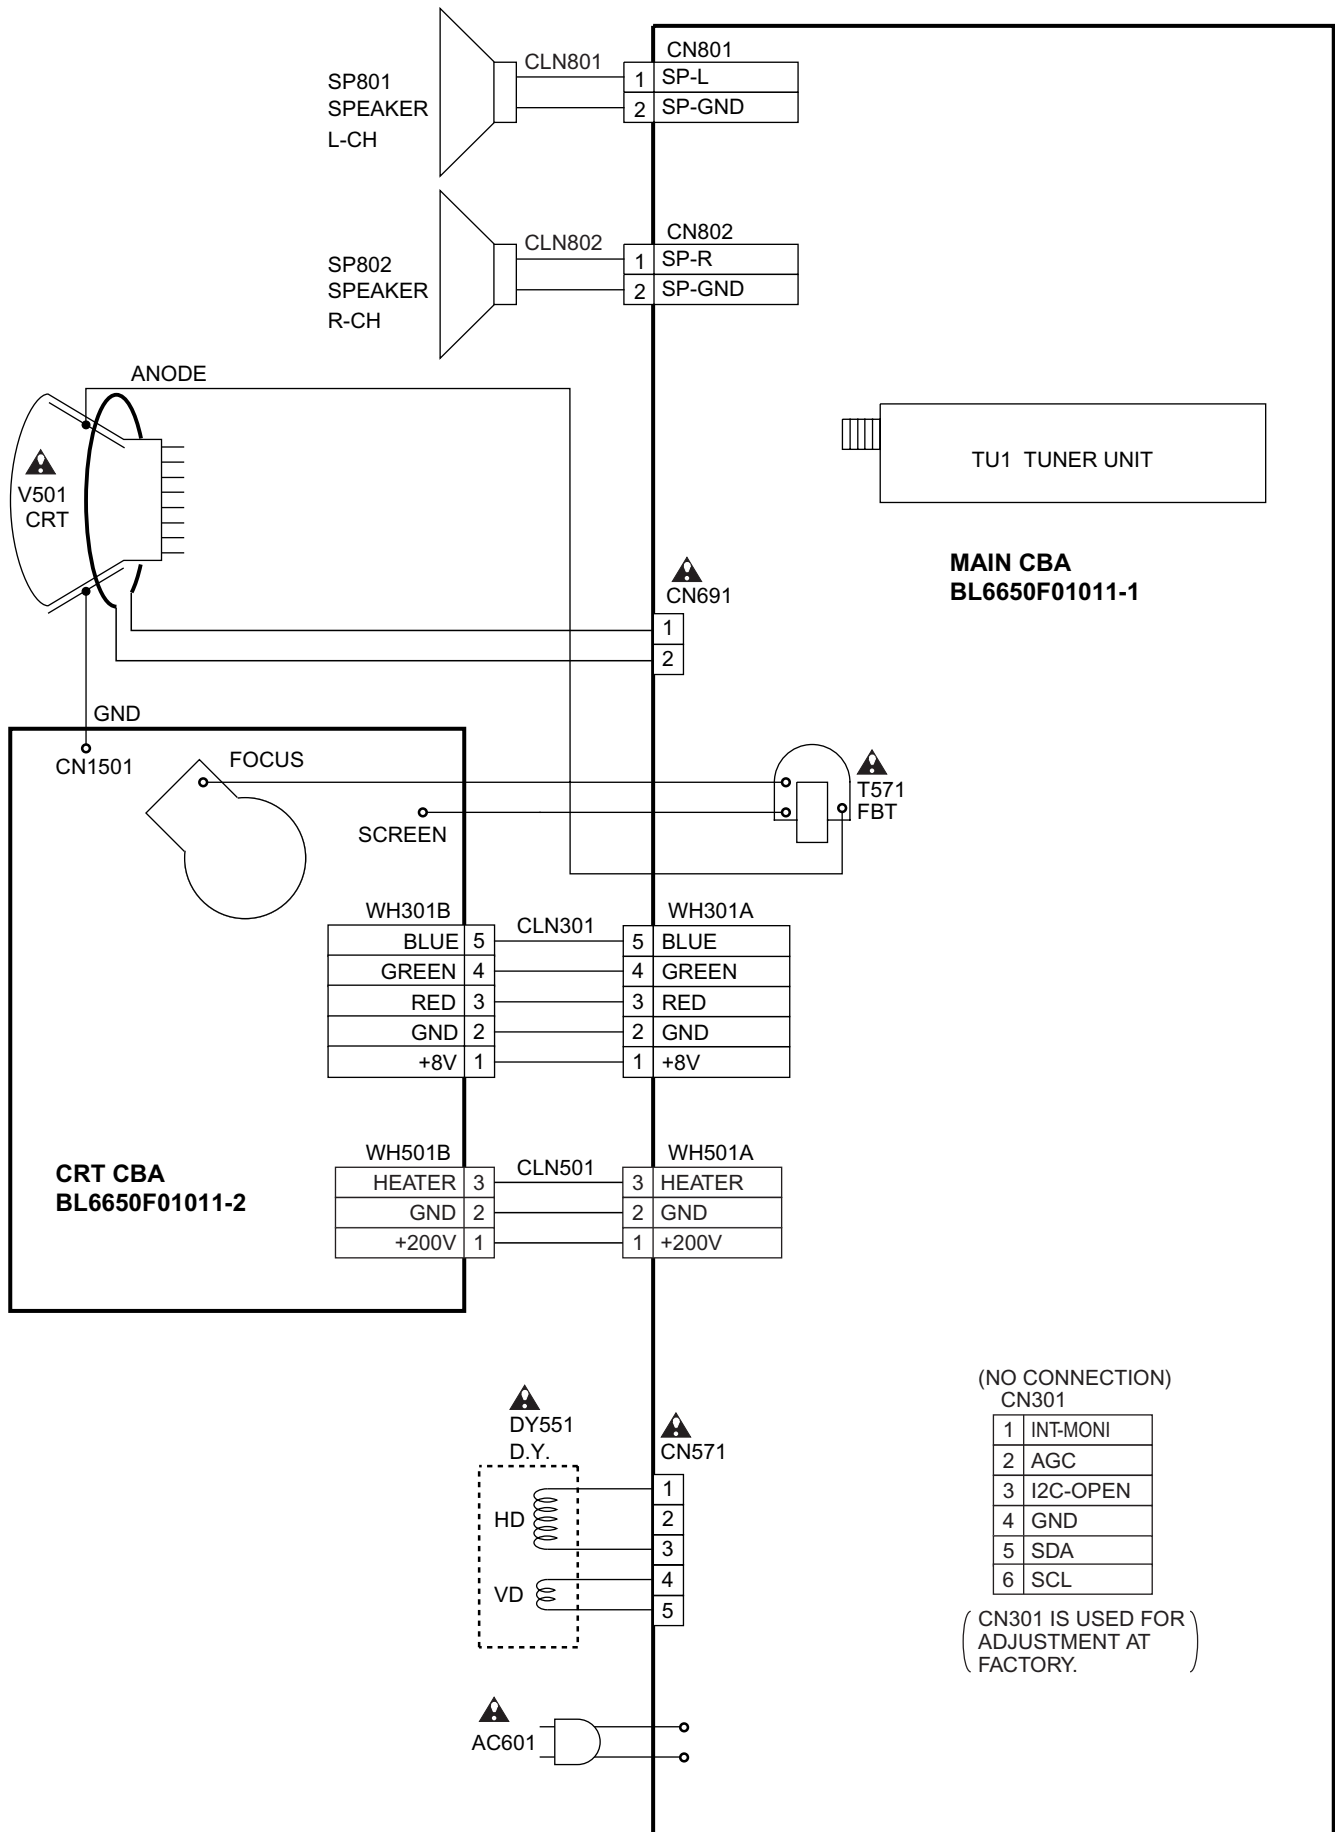 SP801
SPEAKER
L-CH
CLN801
CN801
1 SP-L
2 SP-GND
SP802
SPEAKER
R-CH
CLN802
CN802
1 SP-R
2 SP-GND
ANODE
V501
CRT
TU1 TUNER UNIT
MAIN CBA
BL6650F01011-1
CN691
1
2
GND
CN1501
FOCUS
SCREEN
T571
FBT
WH301B
CLN301
WH301A
BLUE 5 5 BLUE
GREEN 4 4 GREEN
RED 3 3 RED
GND 2 2 GND
+8V 1 1 +8V
CRT CBA
BL6650F01011-2
WH501B
CLN501
WH501A
HEATER 3 3 HEATER
GND 2 2 GND
+200V 1 1 +200V
DY551
D.Y.
HD
VD
CN571
1
2
3
4
5
(NO CONNECTION)
CN301
1 INT-MONI
2 AGC
3 I2C-OPEN
4 GND
5 SDA
6 SCL
( CN301 IS USED FOR
ADJUSTMENT AT
FACTORY. )
AC601